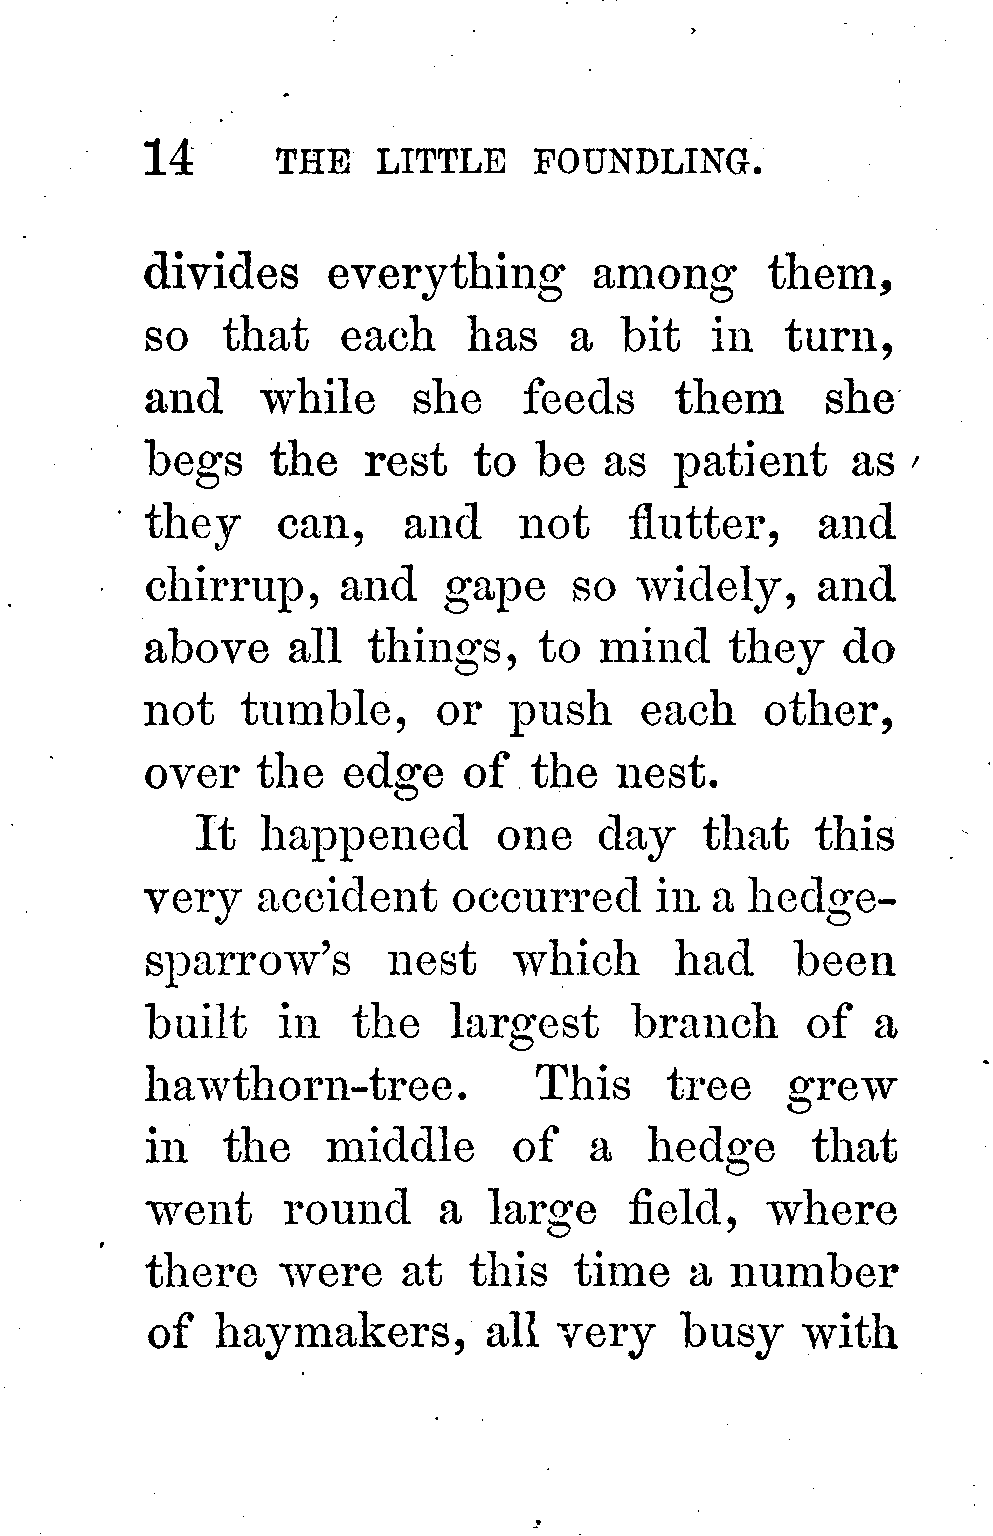 14 THE LITTLE FOUNDLING.
divides everything among them,
so that each has a bit in turn,
and while she feeds them she
begs the rest to be as patient as
they can, and not flutter, and
chirrup, and gape so widely, and
above all things, to mind they do
not tumble, or push each other,
over the edge of the nest.
It happened one day that this
very accident occurred in a hedge-
sparrow's nest which had been
built in the largest branch of a
hawthorn-tree. This tree grew
in the middle of a hedge that
went round a large field, where
there were at this time a number
of haymakers, all very busy with